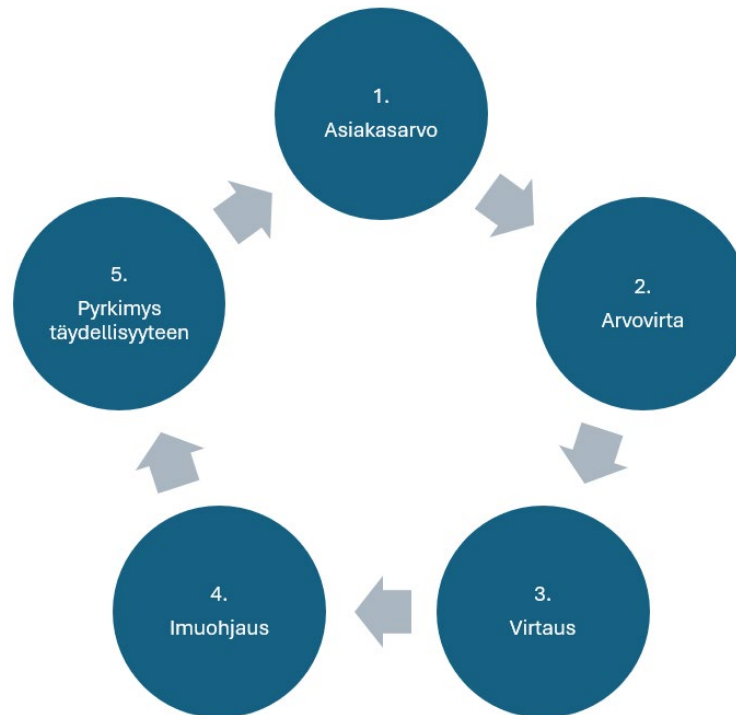 1.
Asiakasarvo
2.
Arvovirta
3.
Virtaus
4.
Imuohjaus
5.
Pyrkimys
täydellisyyteen